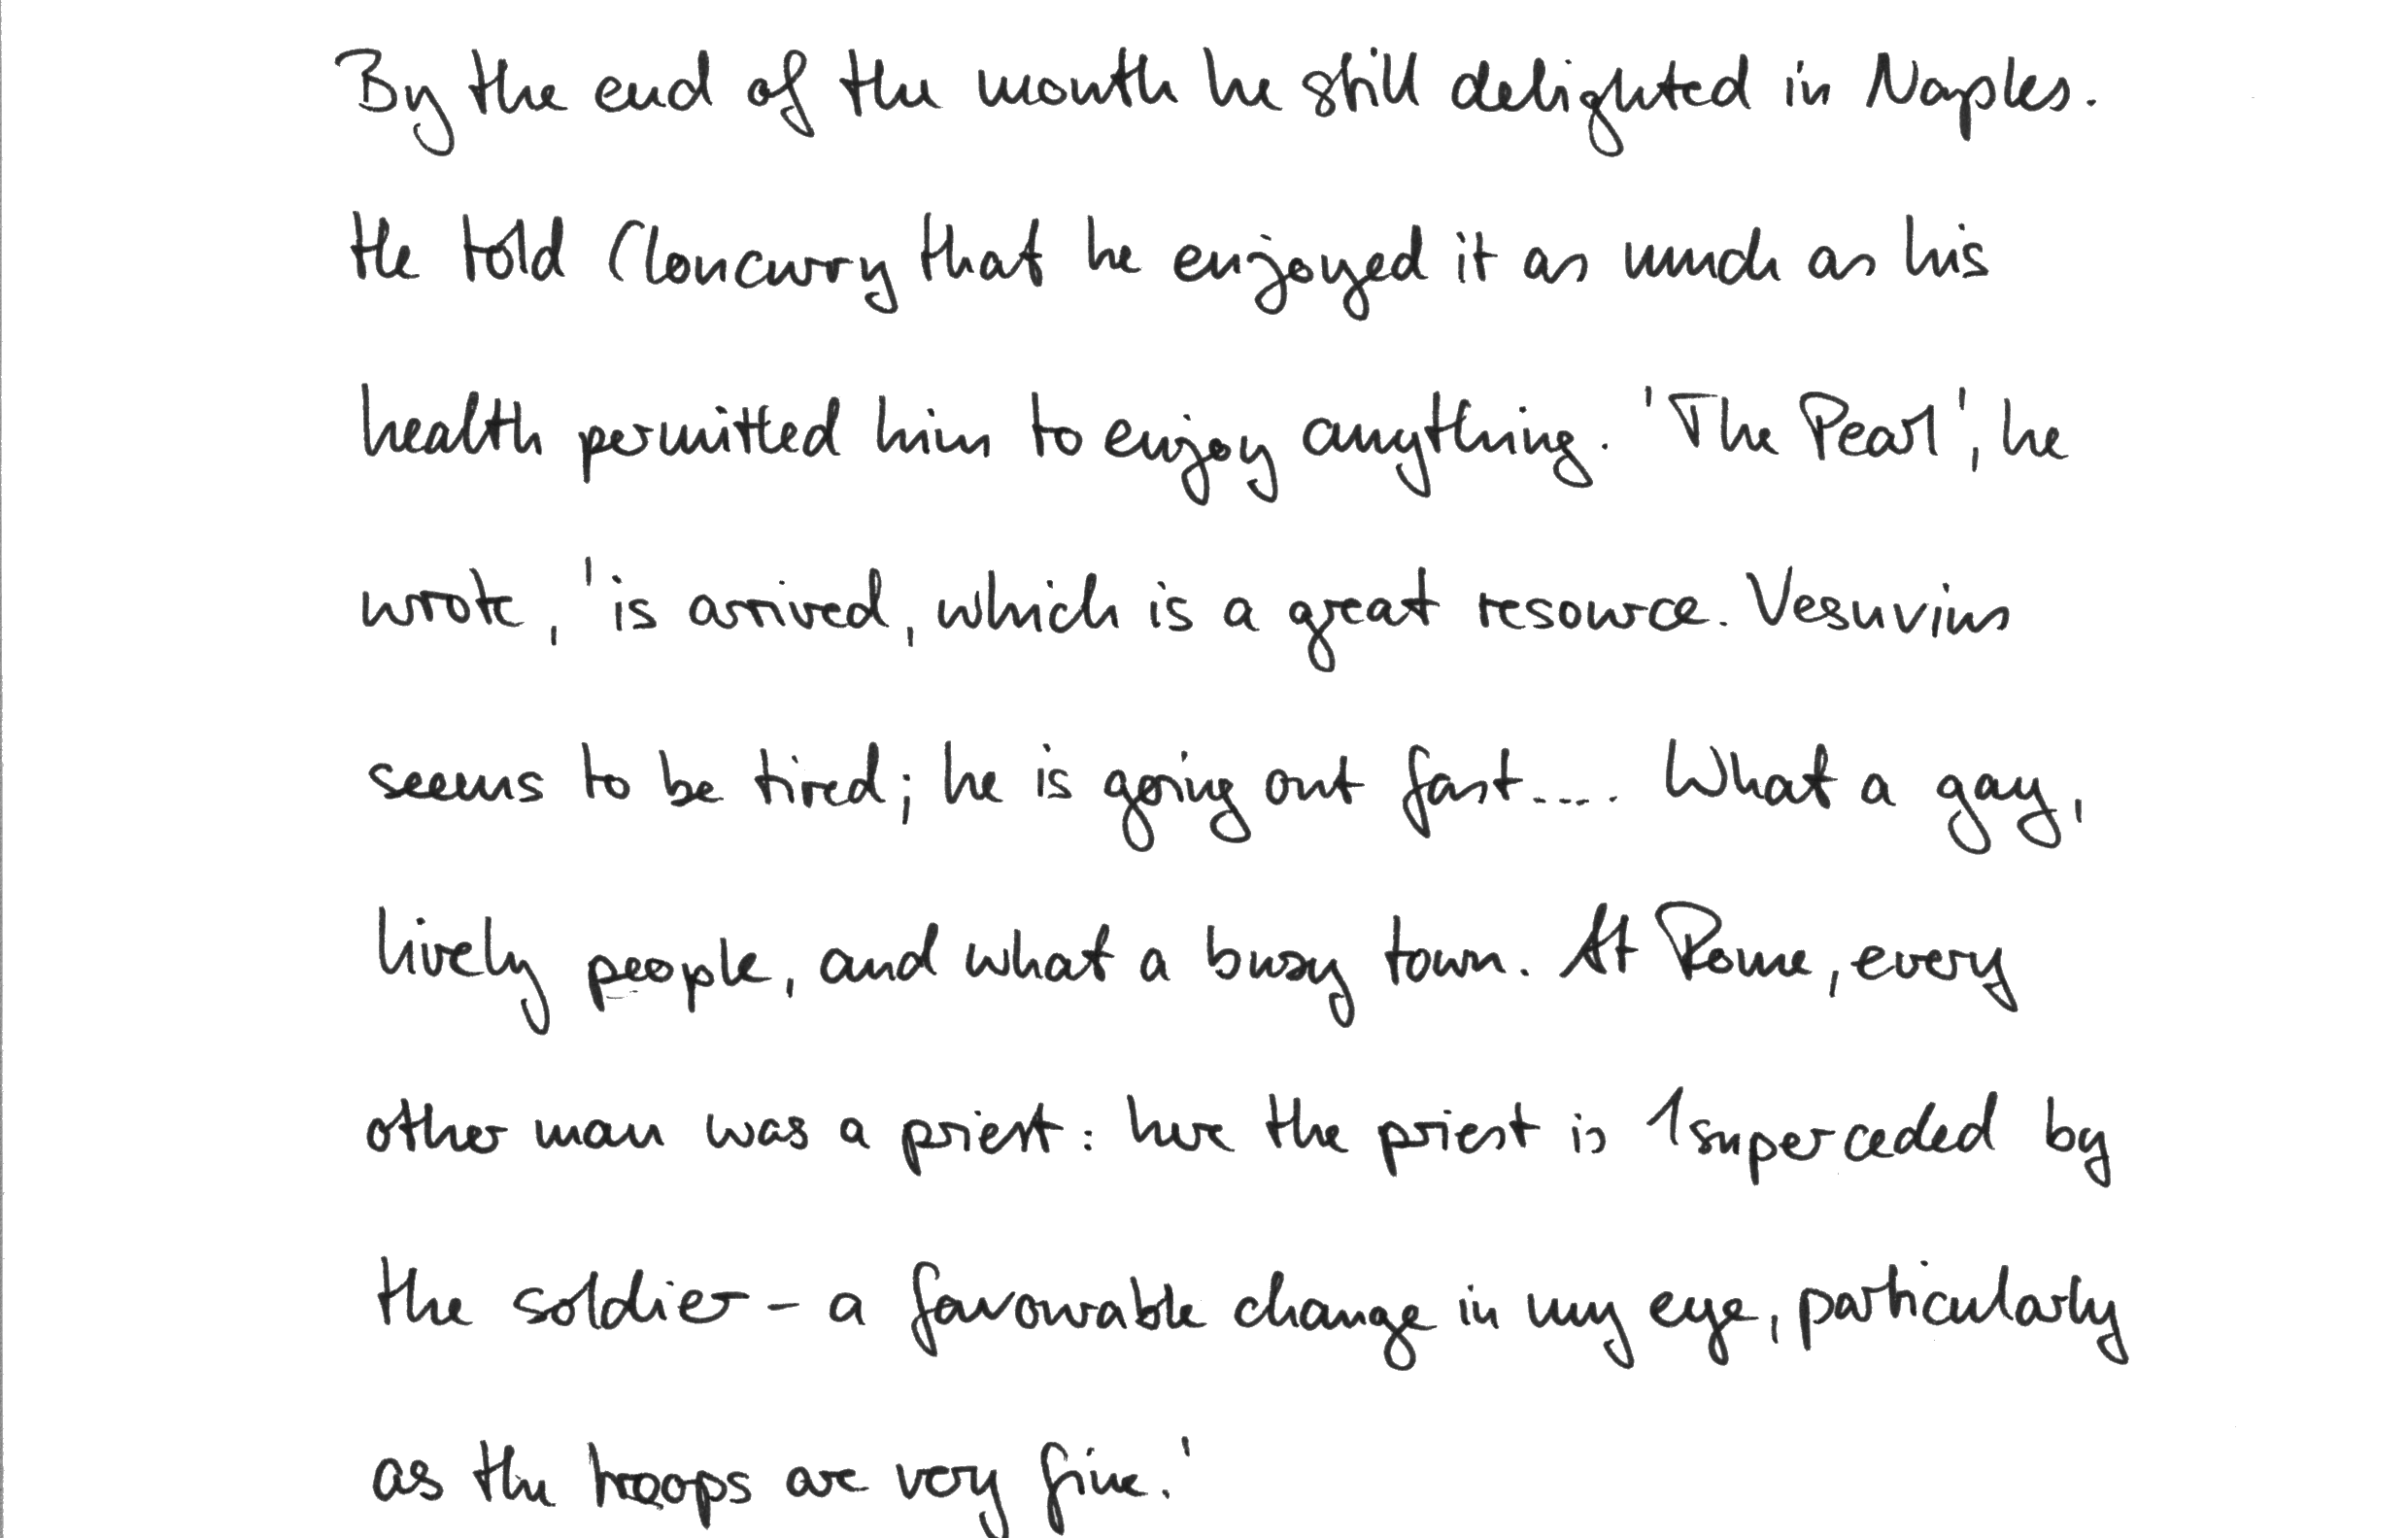 By the end of the month he still delighted in Naples.
He told Cloncurry that he enjoyed it as much as his
health permitted him to enjoy anything. 'The Pearl', he
wrote, 'is arrived, which is a great resource. Vesuvius
seems to be tired; he is going out fast.... What a gay,
lively people, and what a busy town. At Rome, every
other man was a priest: here the priest is 1superceded by
the soldier - a favourable change in my eye, particularly
as the troops are very fine.'